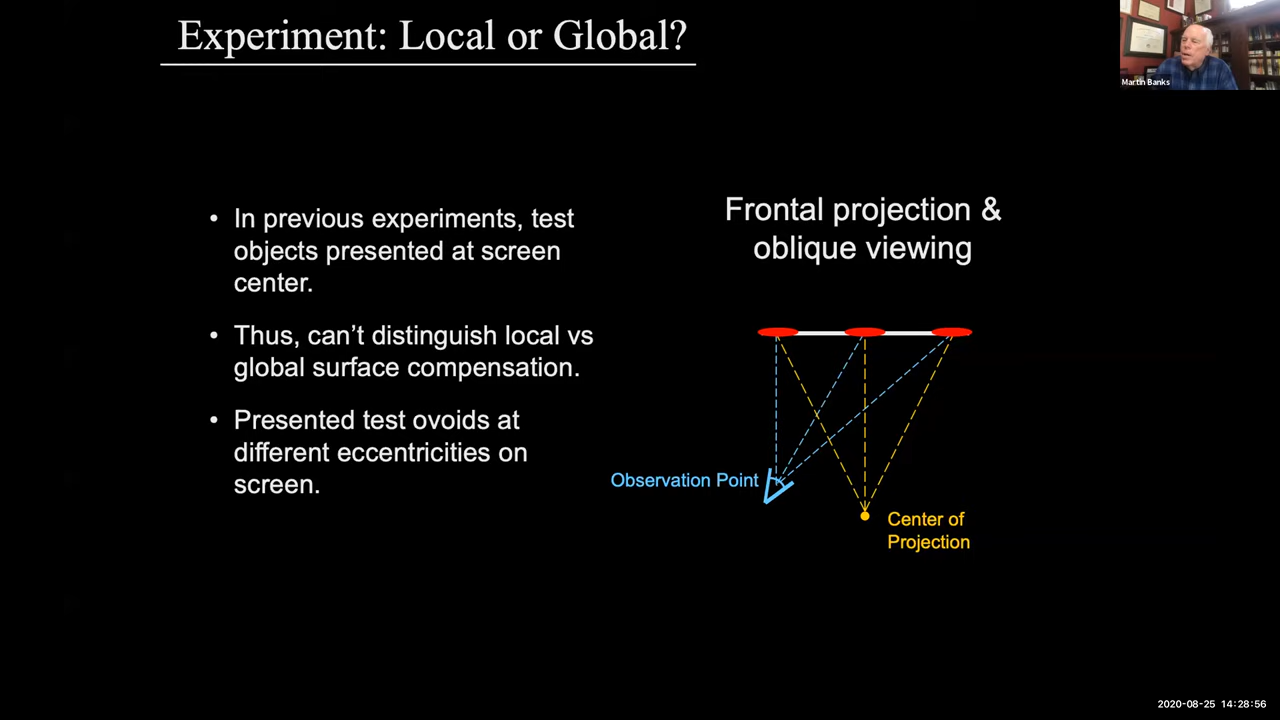 Experiment: Local or Global?
Martin Banks
• In previous experiments, test
objects presented at screen
center.
• Thus, can’t distinguish local vs
global surface compensation.
• Presented test ovoids at
different eccentricities on
screen.
Frontal projection &
oblique viewing
Observation Point
Center of
Projection
2020-08-25 14:28:56